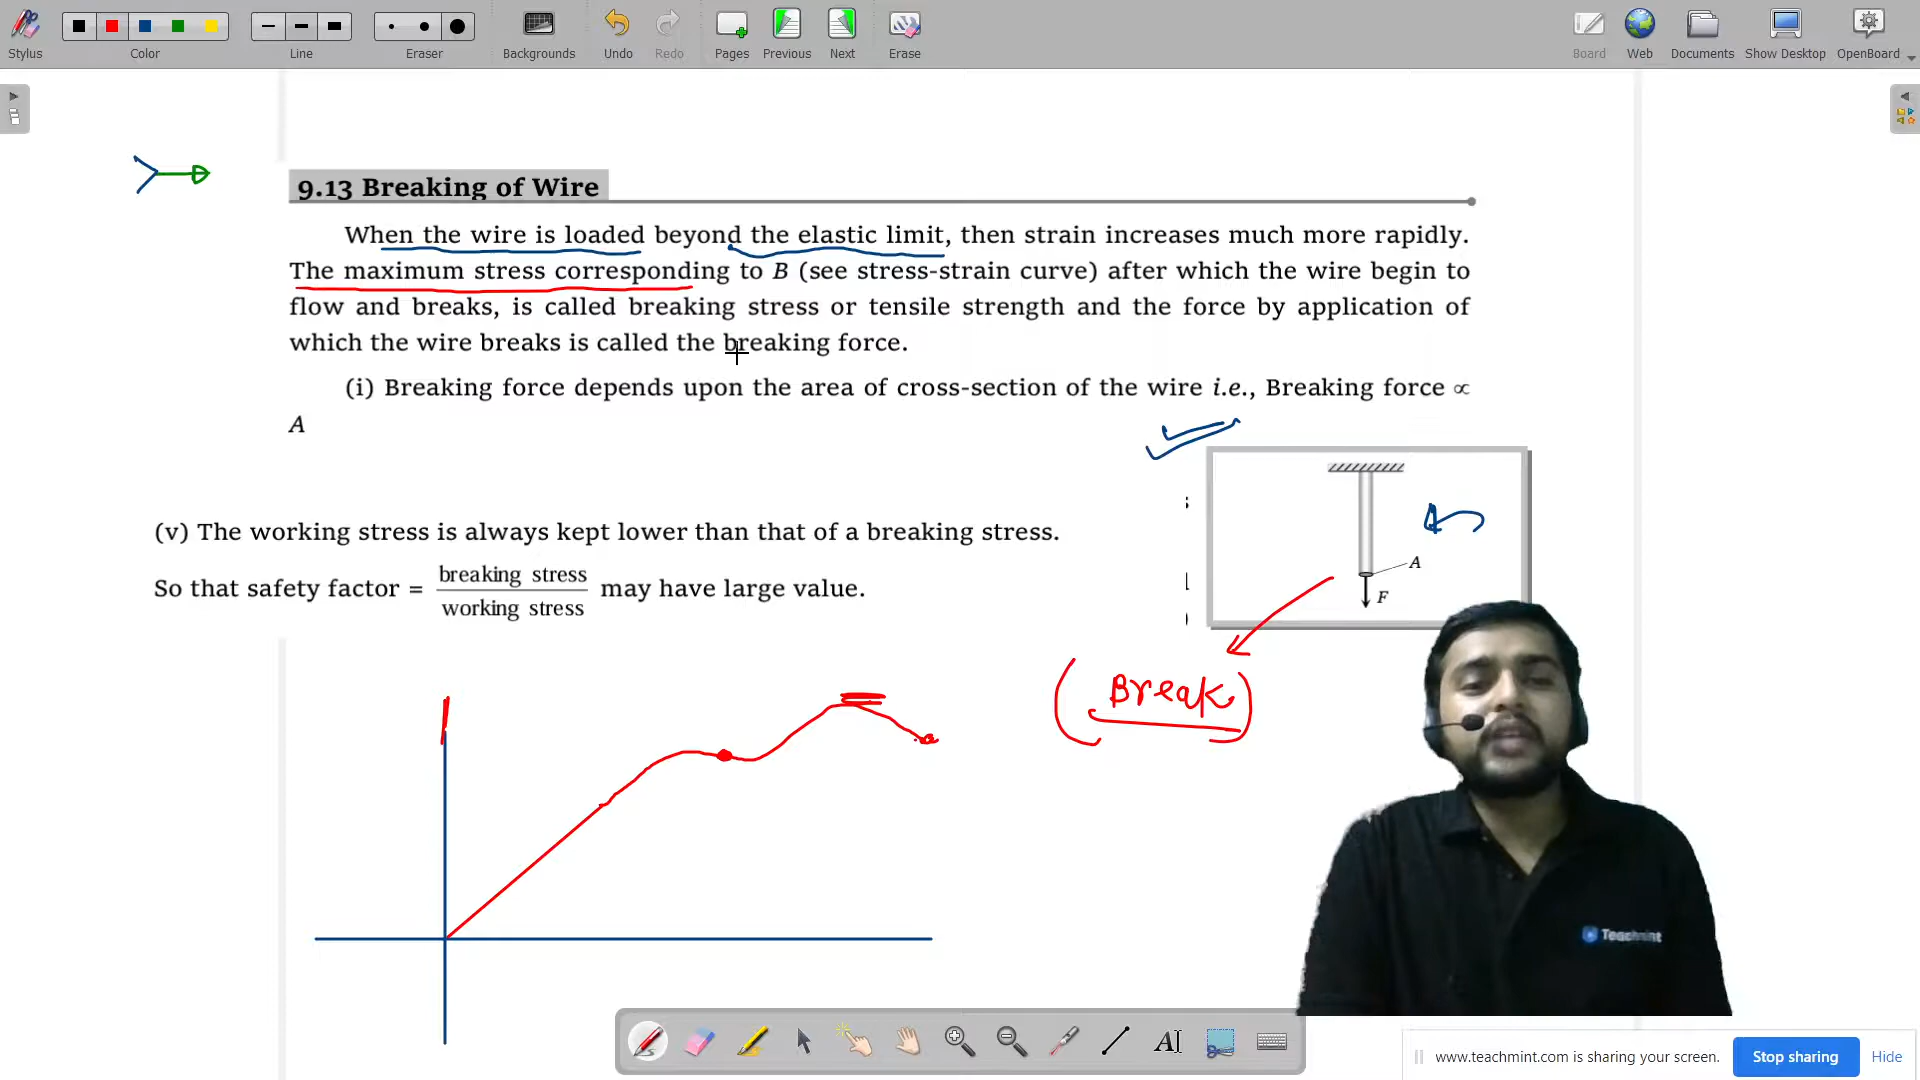 Stylus
Color
Line
Eraser
Backgrounds
Undo
Redo
Pages
Previous
Next
Erase
Board
Web
Documents
Show Desktop
OpenBoard
9.13 Breaking of Wire
When the wire is loaded beyond the elastic limit, then strain increases much more rapidly.
The maximum stress corresponding to B (see stress-strain curve) after which the wire begin to
flow and breaks, is called breaking stress or tensile strength and the force by application of
which the wire breaks is called the breaking force.
(i) Breaking force depends upon the area of cross-section of the wire i.e., Breaking force ∝
A
A
F
(v) The working stress is always kept lower than that of a breaking stress.
So that safety factor = breaking stress / working stress may have large value.
(Break)
Teachmint
www.teachmint.com is sharing your screen.
Stop sharing
Hide